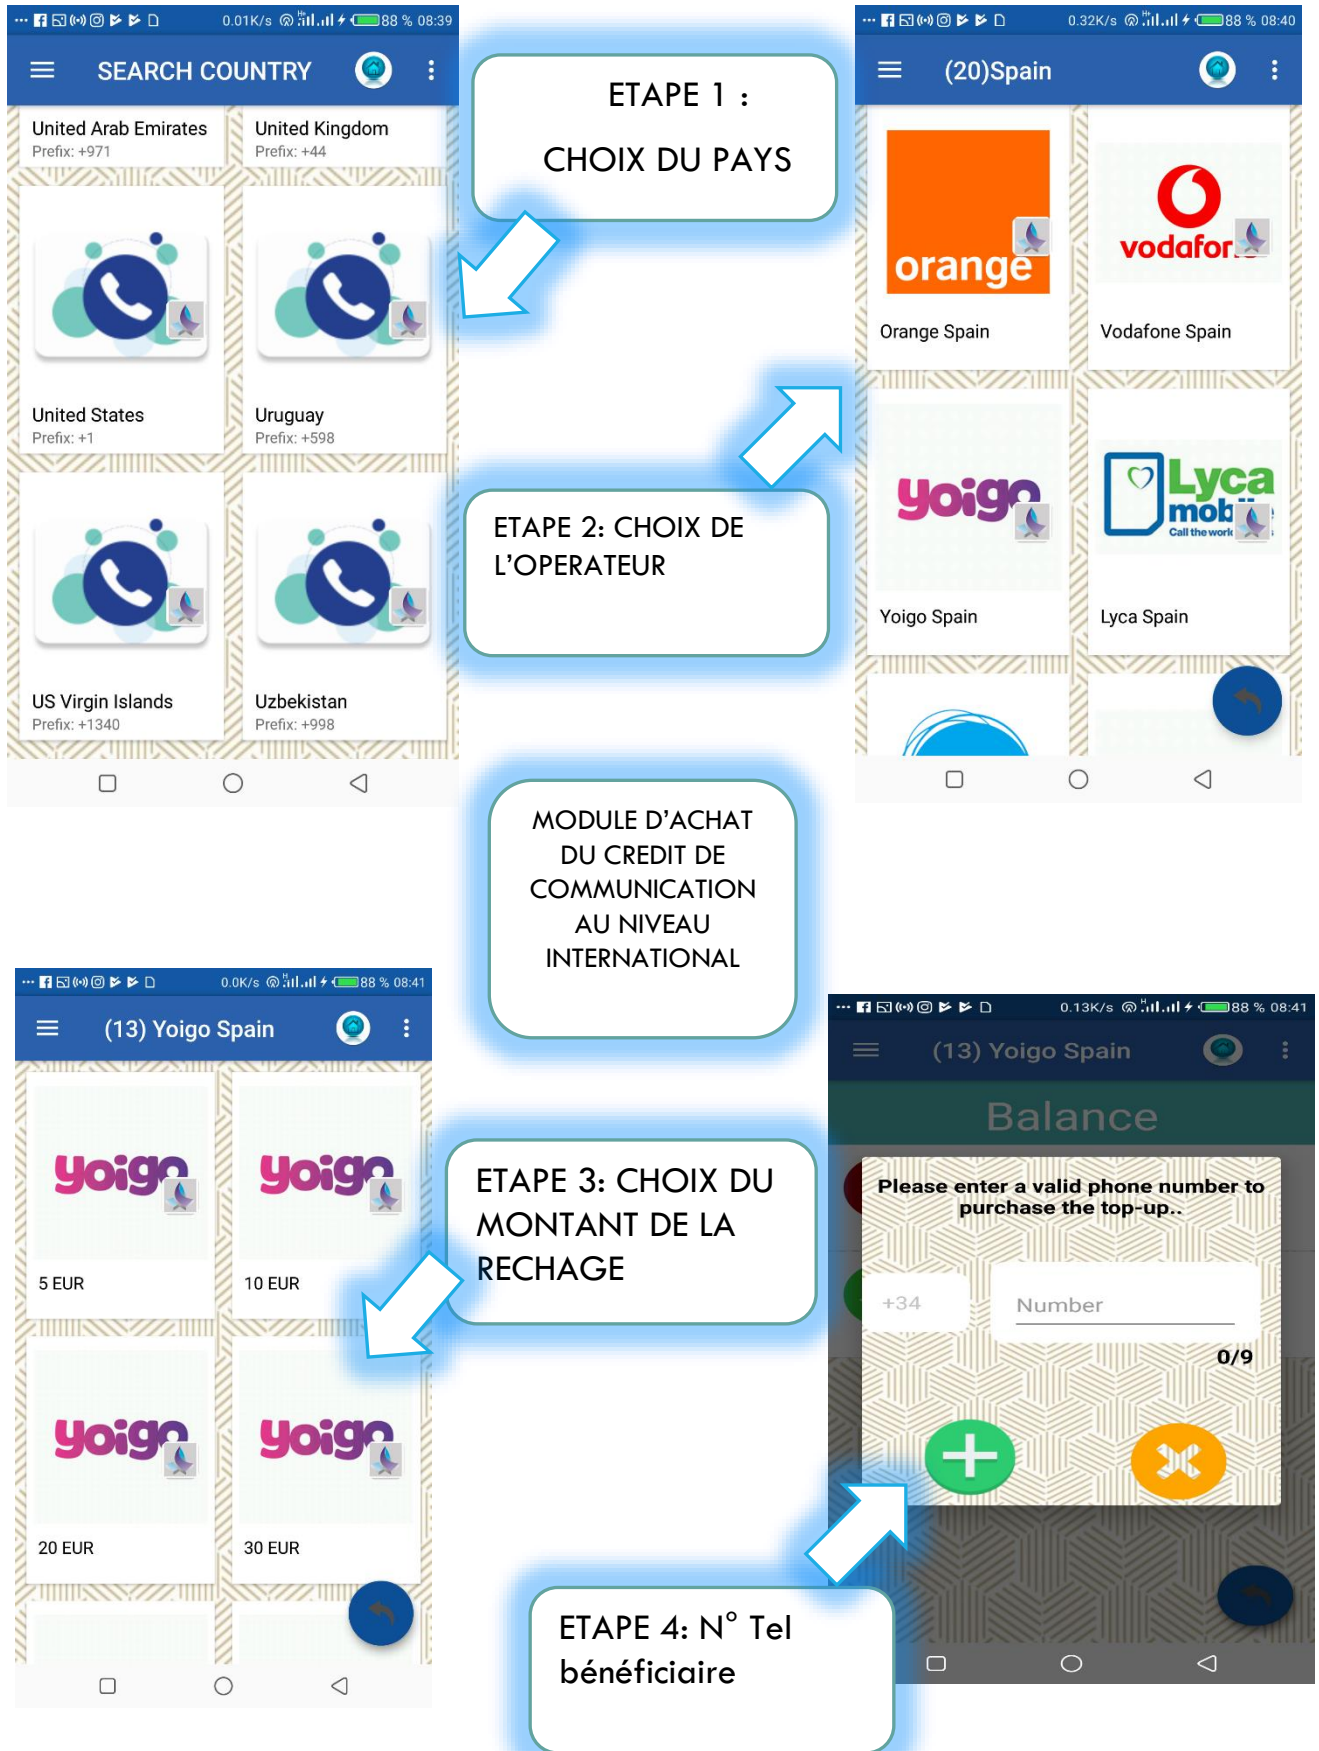 0.01K/s
88 % 08:39
SEARCH COUNTRY
United Arab Emirates
Prefix: +971
United Kingdom
Prefix: +44
United States
Prefix: +1
Uruguay
Prefix: +598
US Virgin Islands
Prefix: +1340
Uzbekistan
Prefix: +998
ETAPE 1 :
CHOIX DU PAYS
0.32K/s
88 % 08:40
(20)Spain
orange
Orange Spain
vodafon
Vodafone Spain
yoigo
Yoigo Spain
Lyca
mobile
Call the world
Lyca Spain
ETAPE 2: CHOIX DE
L’OPERATEUR
MODULE D’ACHAT
DU CREDIT DE
COMMUNICATION
AU NIVEAU
INTERNATIONAL
0.0K/s
88 % 08:41
(13) Yoigo Spain
yoigo
5 EUR
yoigo
10 EUR
yoigo
20 EUR
yoigo
30 EUR
ETAPE 3: CHOIX DU
MONTANT DE LA
RECHAGE
0.13K/s
88 % 08:41
(13) Yoigo Spain
Balance
Please enter a valid phone number to
purchase the top-up..
+34
Number
0/9
ETAPE 4: N° Tel
bénéficiaire